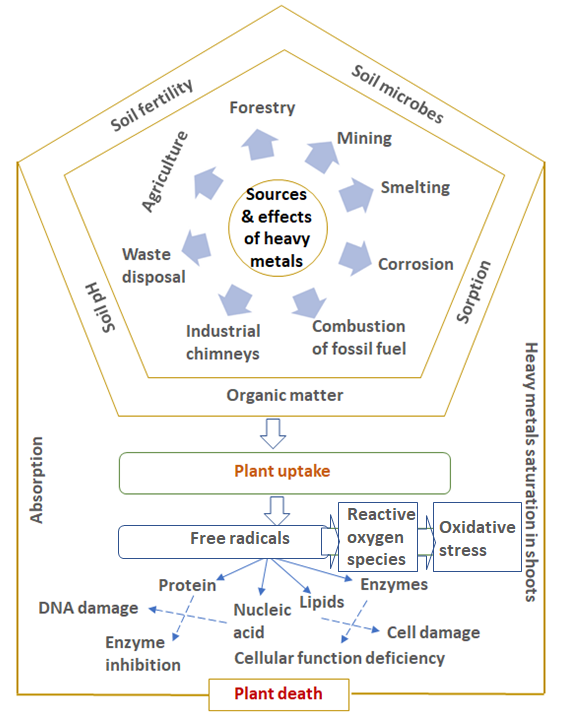 Soil fertility
Soil microbes
Forestry
Mining
Agriculture
Smelting
Sources
& effects
of heavy
metals
Waste
disposal
Corrosion
Soil pH
Sorption
Industrial
chimneys
Combustion
of fossil fuel
Organic matter
Absorption
Heavy metals saturation in shoots
Plant uptake
Free radicals
Reactive
oxygen
species
Oxidative
stress
Protein
Nucleic
acid
Lipids
Enzymes
DNA damage
Enzyme
inhibition
Cell damage
Cellular function deficiency
Plant death